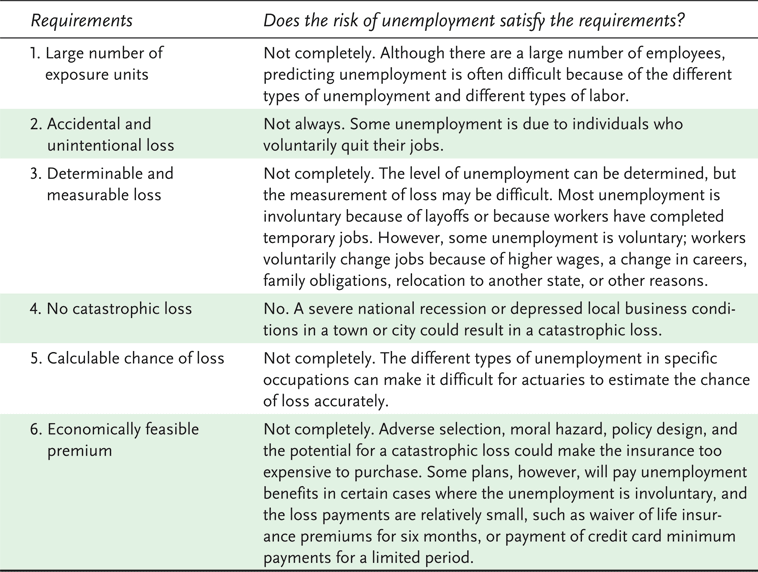 Requirements Does the risk of unemployment satisfy the requirements?
1. Large number of
exposure units
Not completely. Although there are a large number of employees,
predicting unemployment is often difficult because of the different
types of unemployment and different types of labor.
2. Accidental and
unintentional loss
Not always. Some unemployment is due to individuals who
voluntarily quit their jobs.
3. Determinable and
measurable loss
Not completely. The level of unemployment can be determined, but
the measurement of loss may be difficult. Most unemployment is
involuntary because of layoffs or because workers have completed
temporary jobs. However, some unemployment is voluntary; workers
voluntarily change jobs because of higher wages, a change in careers,
family obligations, relocation to another state, or other reasons.
4. No catastrophic loss
No. A severe national recession or depressed local business condi-
tions in a town or city could result in a catastrophic loss.
5. Calculable chance of loss
Not completely. The different types of unemployment in specific
occupations can make it difficult for actuaries to estimate the chance
of loss accurately.
6. Economically feasible
premium
Not completely. Adverse selection, moral hazard, policy design, and
the potential for a catastrophic loss could make the insurance too
expensive to purchase. Some plans, however, will pay unemployment
benefits in certain cases where the unemployment is involuntary, and
the loss payments are relatively small, such as waiver of life insur-
ance premiums for six months, or payment of credit card minimum
payments for a limited period.